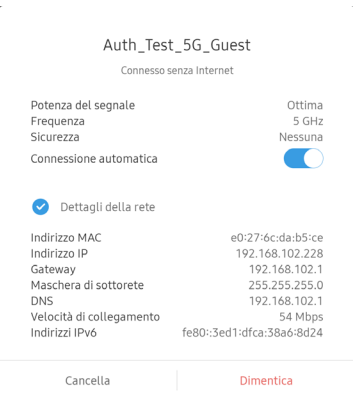 Auth_Test_5G_Guest
Connesso senza Internet
Potenza del segnale Ottima
Frequenza 5 GHz
Sicurezza Nessuna
Connessione automatica
Dettagli della rete
Indirizzo MAC e0:27:6c:da:b5:ce
Indirizzo IP 192.168.102.228
Gateway 192.168.102.1
Maschera di sottorete 255.255.255.0
DNS 192.168.102.1
Velocità di collegamento 54 Mbps
Indirizzi IPv6 fe80::3ed1:dfca:38a6:8d24
Cancella Dimentica